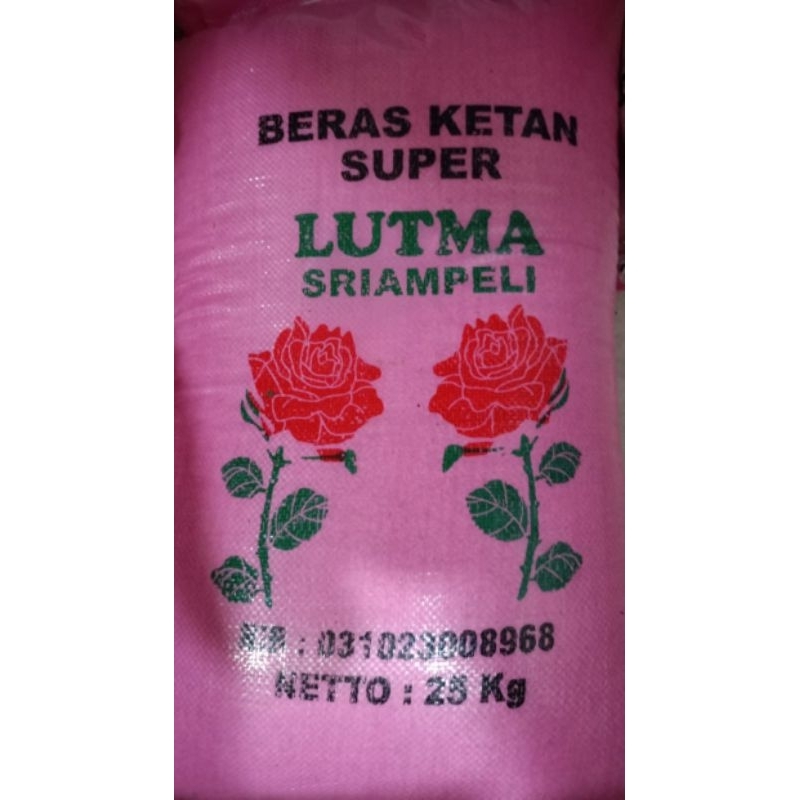 BERAS KETAN
SUPER
LUTMA
SRIAMPELI
: 031023008968
NETTO : 25 Kg